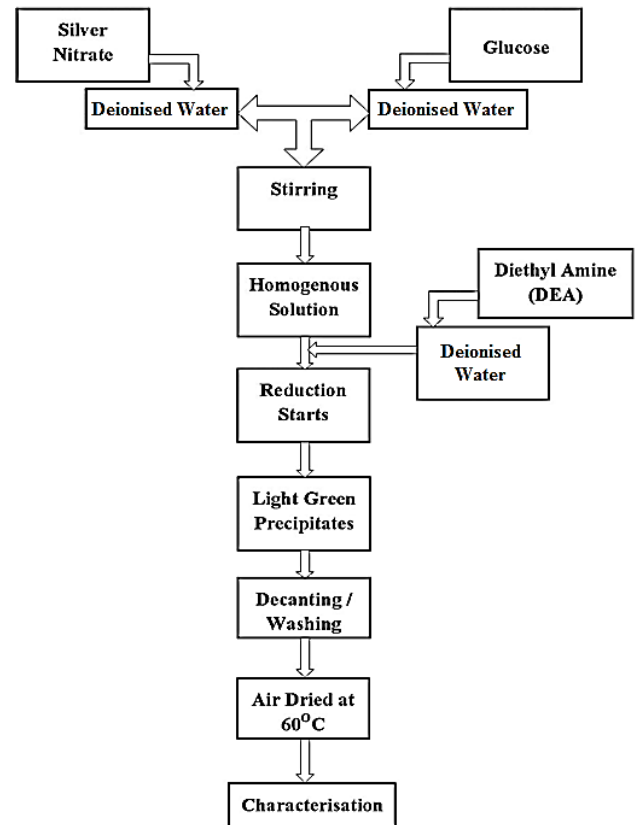 Silver
Nitrate
Glucose
Deionised Water
Deionised Water
Stirring
Homogenous
Solution
Diethyl Amine
(DEA)
Deionised
Water
Reduction
Starts
Light Green
Precipitates
Decanting /
Washing
Air Dried at
60⁰C
Characterisation